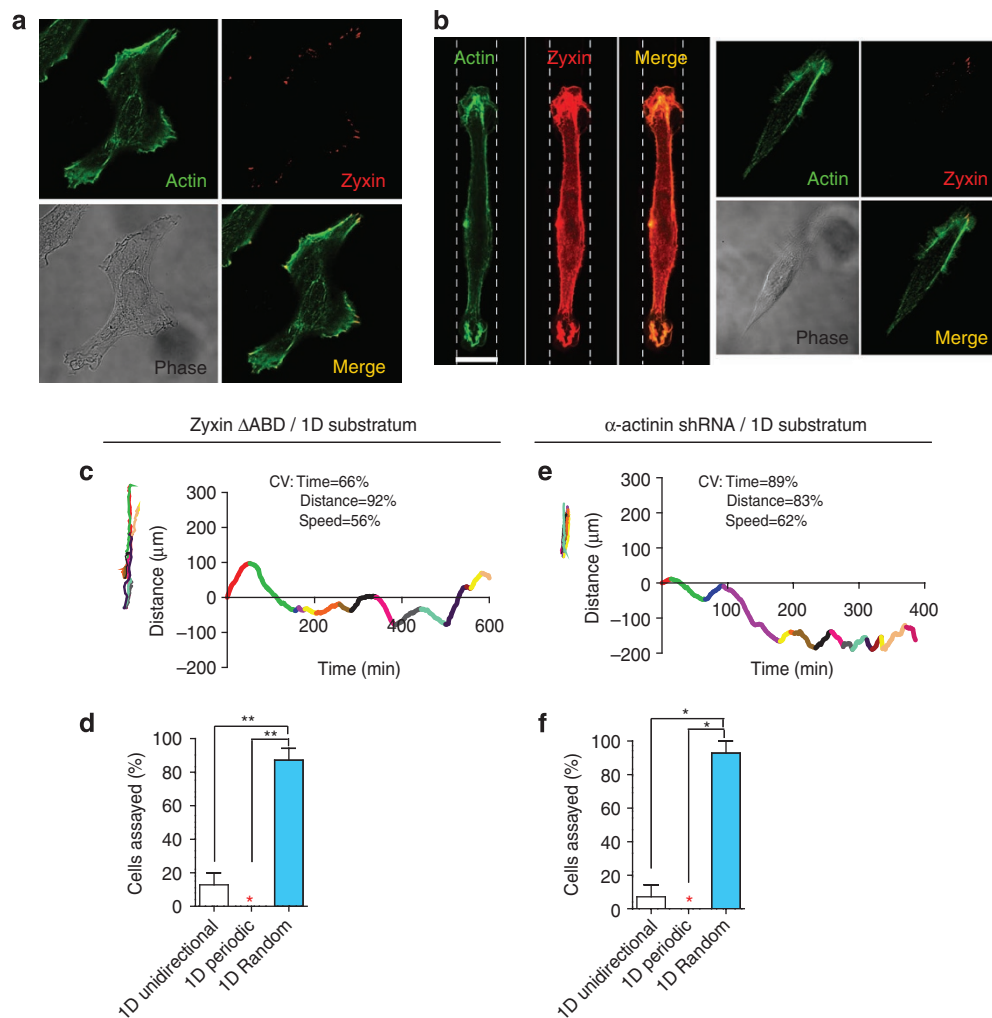 a
Actin
Zyxin
Phase
Merge
b
Actin
Zyxin
Merge
Actin
Zyxin
Phase
Merge
Zyxin ΔABD / 1D substratum
α-actinin shRNA / 1D substratum
c
CV: Time=66%
Distance=92%
Speed=56%
Distance (μm)
300
200
100
0
−100
−200
200
400
600
Time (min)
e
CV: Time=89%
Distance=83%
Speed=62%
Distance (μm)
300
200
100
0
−100
−200
100
200
300
400
Time (min)
d
Cells assayed (%)
100
80
60
40
20
0
**
**
*
1D unidirectional
1D periodic
1D Random
f
Cells assayed (%)
100
80
60
40
20
0
*
*
*
1D unidirectional
1D periodic
1D Random